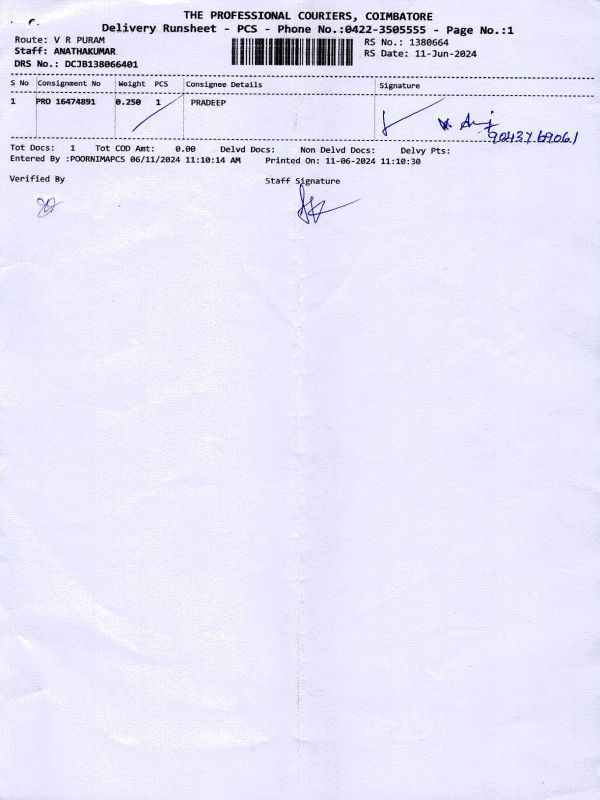 THE PROFESSIONAL COURIERS, COIMBATORE
Delivery Runsheet - PCS - Phone No.:0422-3505555 - Page No.:1
Route: V R PURAM
RS No.: 1380664
Staff: ANATHAKUMAR
RS Date: 11-Jun-2024
DRS No.: DCJB138066401
S No Consignment No Weight PCS Consignee Details Signature
1 PRO 16474891 0.250 1 PRADEEP
9043769061
Tot Docs: 1 Tot COD Amt: 0.00 Delvd Docs: Non Delvd Docs: Delvy Pts:
Entered By :POORNIMAPCS 06/11/2024 11:10:14 AM Printed On: 11-06-2024 11:10:30
Verified By Staff Signature